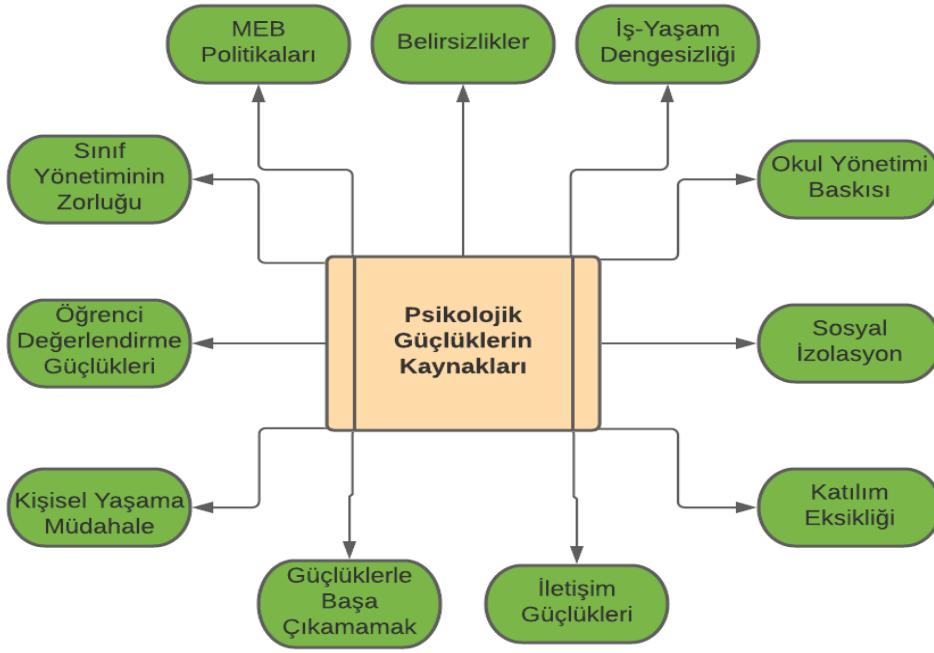 MEB
Politikaları
Belirsizlikler
İş-Yaşam
Dengesizliği
Sınıf
Yönetiminin
Zorluğu
Okul Yönetimi
Baskısı
Psikolojik
Güçlüklerin
Kaynakları
Öğrenci
Değerlendirme
Güçlükleri
Sosyal
İzolasyon
Kişisel Yaşama
Müdahale
Katılım
Eksikliği
Güçlüklerle
Başa
Çıkamamak
İletişim
Güçlükleri